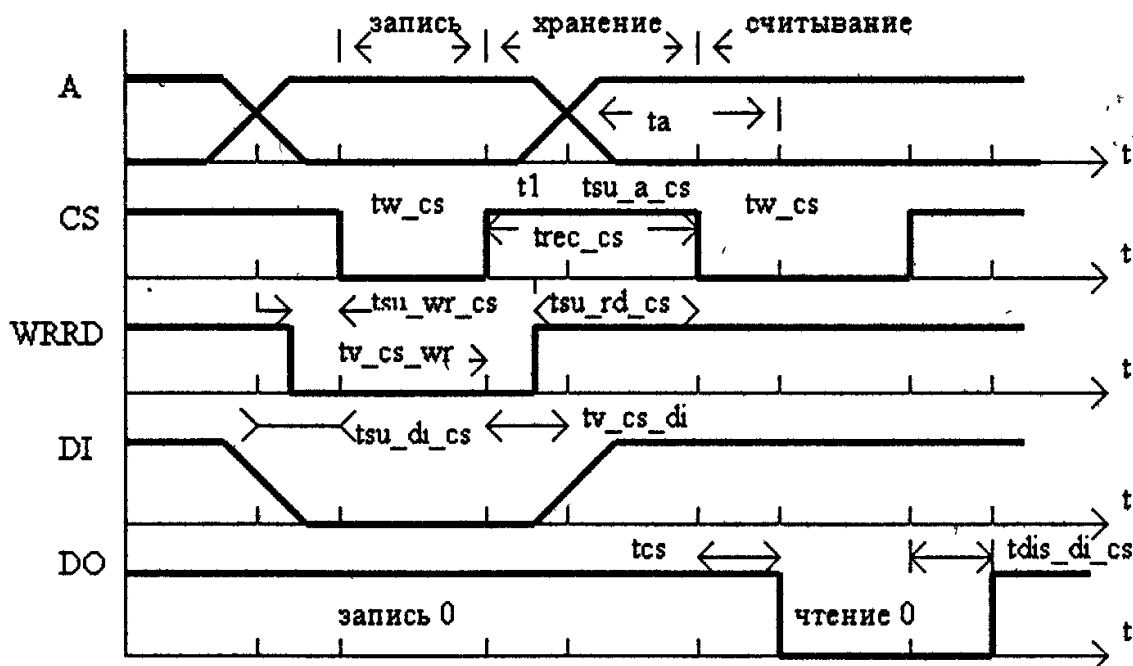 запись хранение считывание
A
ta
t
t1 tsu_a_cs
CS tw_cs tw_cs
trec_cs
t
tsu_wr_cs tsu_rd_cs
WRRD
tv_cs_wr
t
tv_cs_di
tsu_di_cs
DI
t
tcs tdis_di_cs
DO
запись 0 чтение 0
t